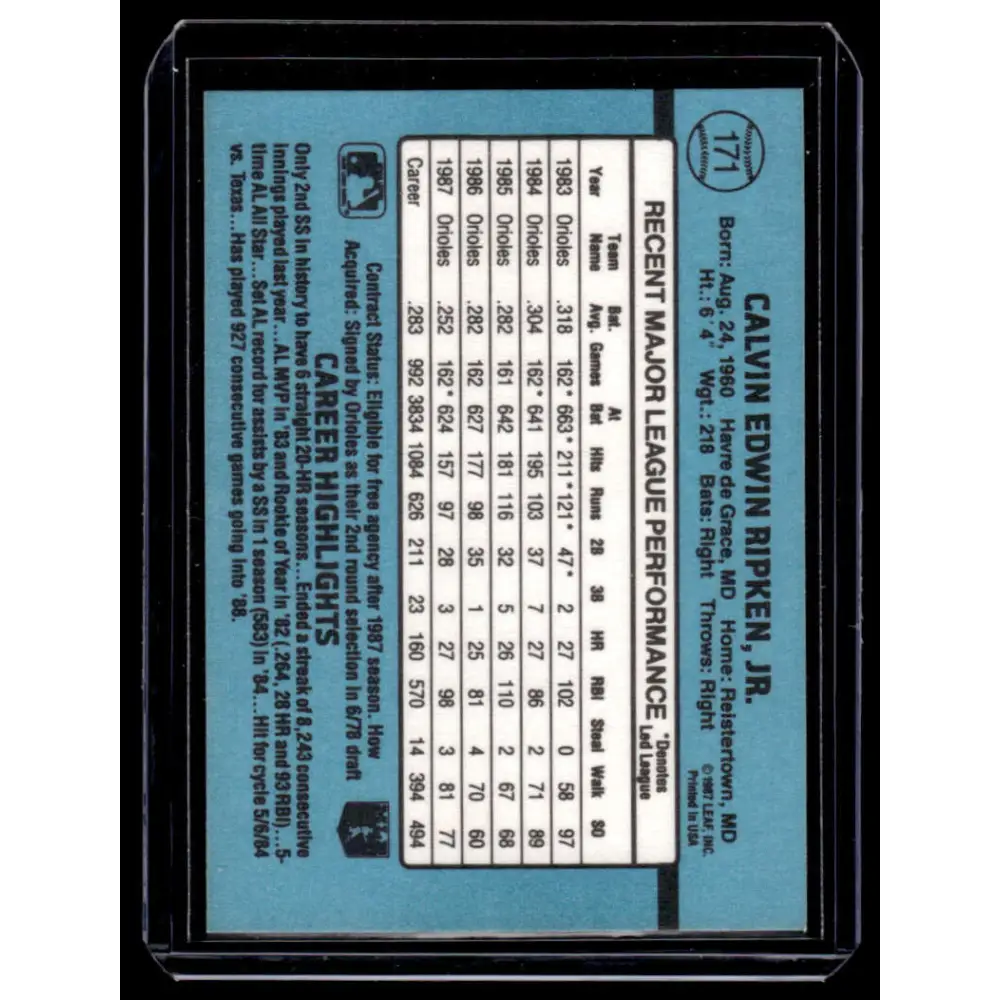 171
CALVIN EDWIN RIPKEN, JR.
Born: Aug. 24, 1960 Havre de Grace, MD Home: Reistertown, MD
Ht.: 6'4" Wgt.: 218 Bats: Right Throws: Right
© 1987 LEAF, INC.
Printed in USA
RECENT MAJOR LEAGUE PERFORMANCE *Denotes Led League
Year Team Name Bat. Avg. Games At Bat Hits Runs 2B 3B HR RBI Steal Walk SO
1983 Orioles .318 162* 663* 211* 121* 47* 2 27 102 0 58 97
1984 Orioles .304 162* 641 195 103 37 7 27 86 2 71 89
1985 Orioles .282 161 642 181 116 32 5 26 110 2 67 68
1986 Orioles .282 162 627 177 98 35 1 25 81 4 70 60
1987 Orioles .252 162* 624 157 97 28 3 27 98 3 81 77
Career .283 992 3834 1084 626 211 23 160 570 14 394 494
Contract Status: Eligible for free agency after 1987 season. How
Acquired: Signed by Orioles as their 2nd round selection in 6/78 draft
CAREER HIGHLIGHTS
Only 2nd SS in history to have 6 straight 20-HR seasons...Ended a streak of 8,243 consecutive
innings played last year...AL MVP in '83 and Rookie of Year in '82 (.264, 28 HR and 93 RBI)...5-
time AL All Star...Set AL record for assists by a SS in 1 season (583) in '84...Hit for cycle 5/6/84
vs. Texas...Has played 927 consecutive games going into '88.